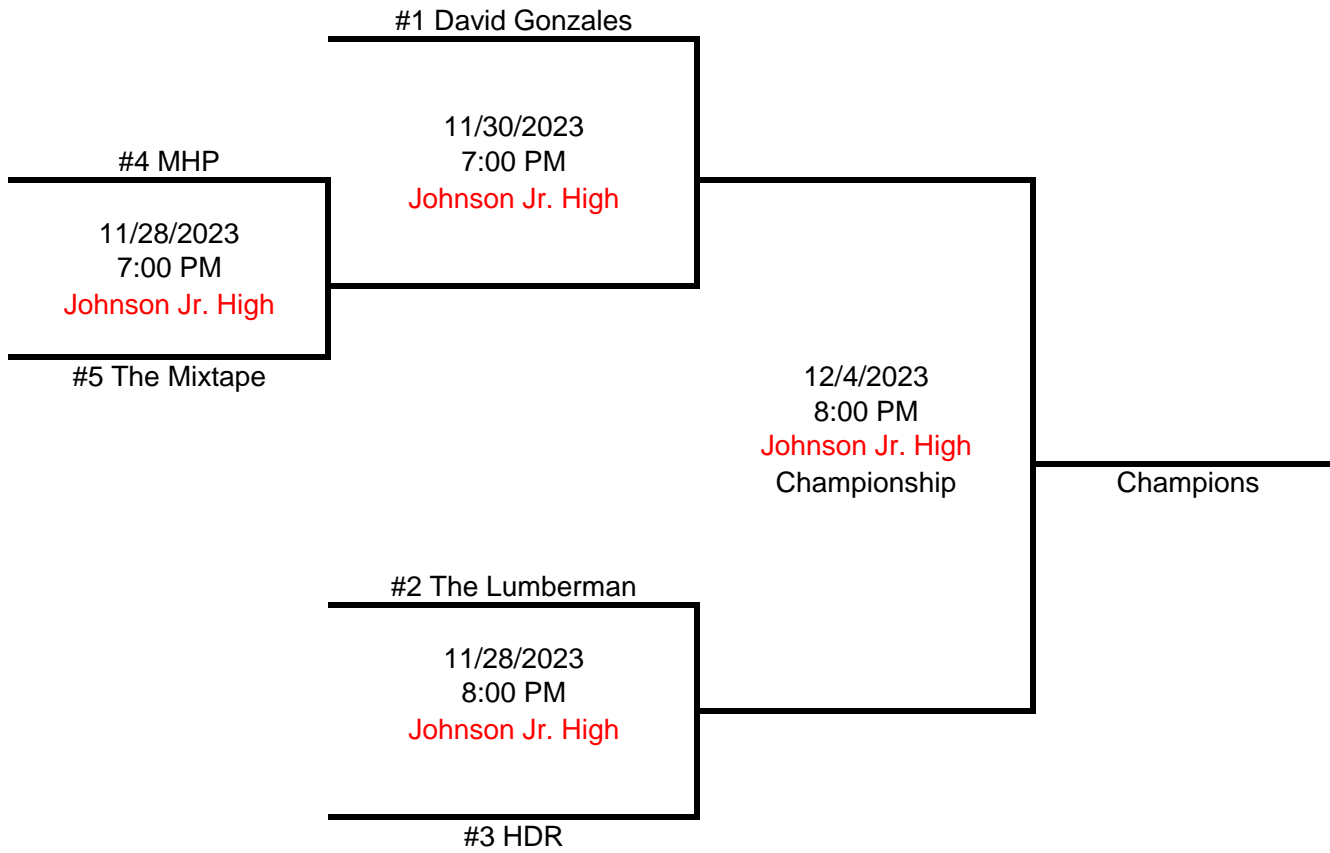 #1 David Gonzales
11/30/2023
7:00 PM
Johnson Jr. High
#4 MHP
11/28/2023
7:00 PM
Johnson Jr. High
#5 The Mixtape
12/4/2023
8:00 PM
Johnson Jr. High
Championship
Champions
#2 The Lumberman
11/28/2023
8:00 PM
Johnson Jr. High
#3 HDR